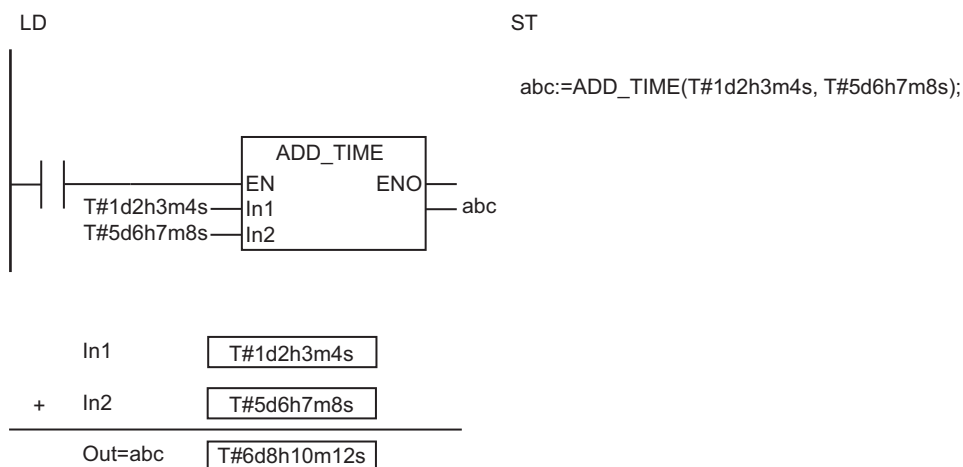 LD
ST
abc:=ADD_TIME(T#1d2h3m4s, T#5d6h7m8s);
ADD_TIME
EN ENO
T#1d2h3m4s In1 abc
T#5d6h7m8s In2
In1 T#1d2h3m4s
+ In2 T#5d6h7m8s
Out=abc T#6d8h10m12s